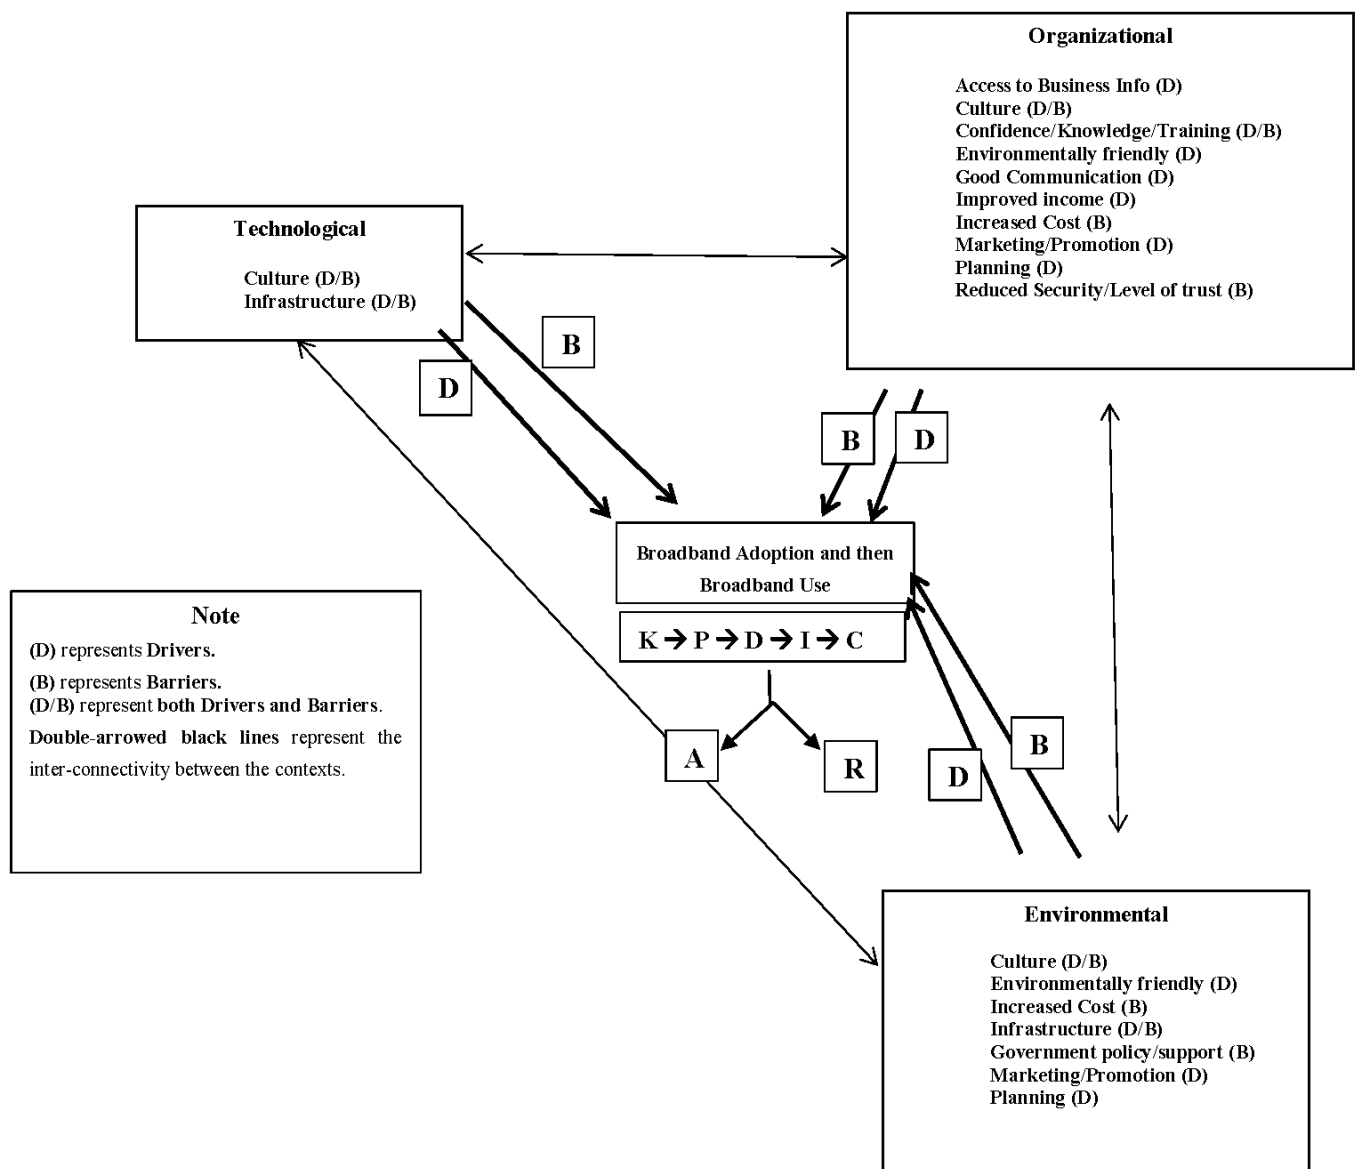 Organizational
Access to Business Info (D)
Culture (D/B)
Confidence/Knowledge/Training (D/B)
Environmentally friendly (D)
Good Communication (D)
Improved income (D)
Increased Cost (B)
Marketing/Promotion (D)
Planning (D)
Reduced Security/Level of trust (B)
Technological
Culture (D/B)
Infrastructure (D/B)
B
D
B
D
Broadband Adoption and then
Broadband Use
K → P → D → I → C
A
R
D
B
Note
(D) represents Drivers.
(B) represents Barriers.
(D/B) represent both Drivers and Barriers.
Double-arrowed black lines represent the
inter-connectivity between the contexts.
Environmental
Culture (D/B)
Environmentally friendly (D)
Increased Cost (B)
Infrastructure (D/B)
Government policy/support (B)
Marketing/Promotion (D)
Planning (D)